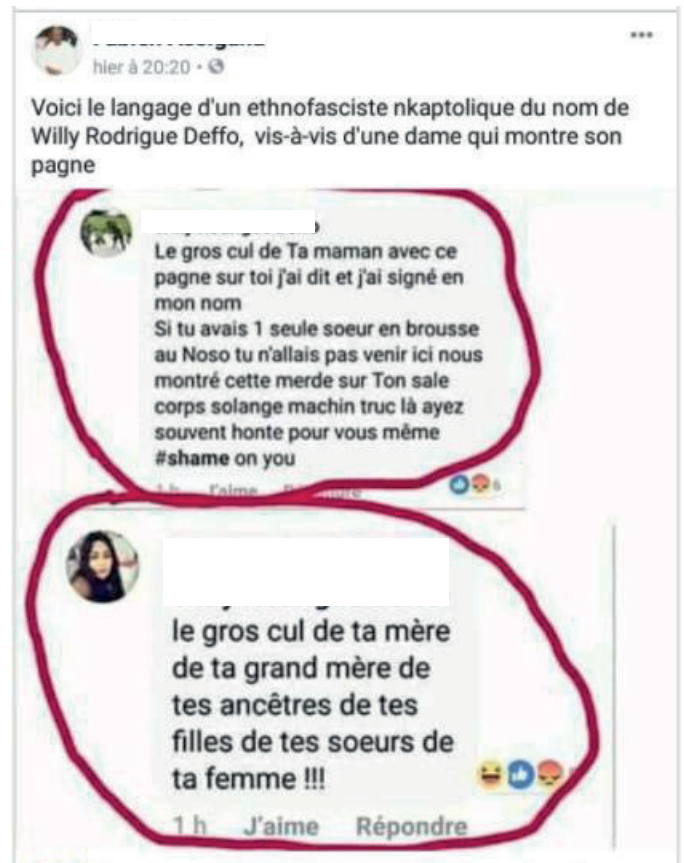 hier à 20:20 •
Voici le langage d'un ethnofasciste nkaptolique du nom de
Willy Rodrigue Deffo, vis-à-vis d'une dame qui montre son
pagne
Le gros cul de Ta maman avec ce
pagne sur toi j'ai dit et j'ai signé en
mon nom
Si tu avais 1 seule soeur en brousse
au Noso tu n'allais pas venir ici nous
montré cette merde sur Ton sale
corps solange machin truc là ayez
souvent honte pour vous même
#shame on you
1 h J'aime
6
le gros cul de ta mère
de ta grand mère de
tes ancêtres de tes
filles de tes soeurs de
ta femme !!!
1 h J'aime Répondre